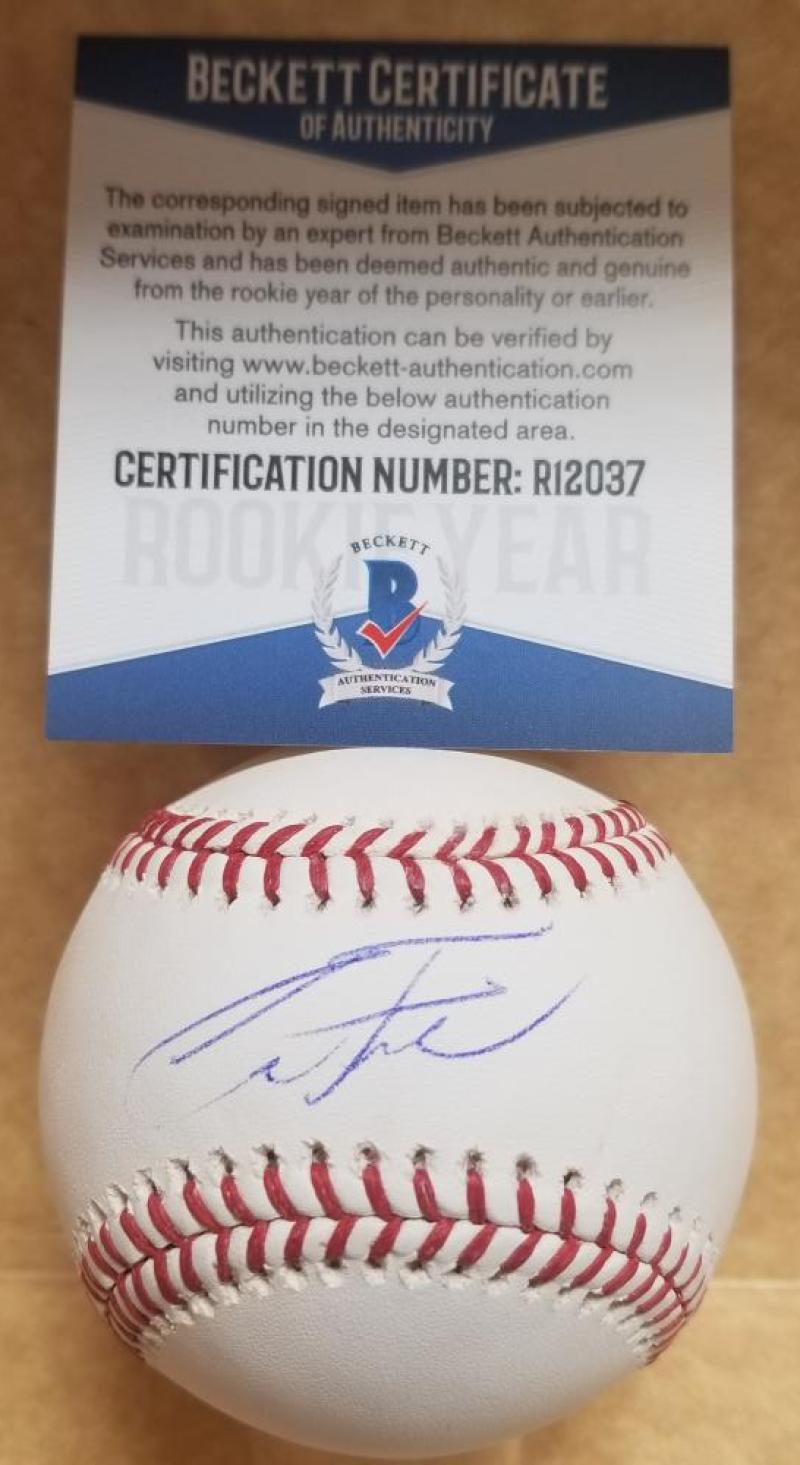 BECKETT CERTIFICATE
OF AUTHENTICITY
The corresponding signed item has been subjected to
examination by an expert from Beckett Authentication
Services and has been deemed authentic and genuine
from the rookie year of the personality or earlier.
This authentication can be verified by
visiting www.beckett-authentication.com
and utilizing the below authentication
number in the designated area.
CERTIFICATION NUMBER: R12037
ROOKIE YEAR
BECKETT
B
AUTHENTICATION
SERVICES